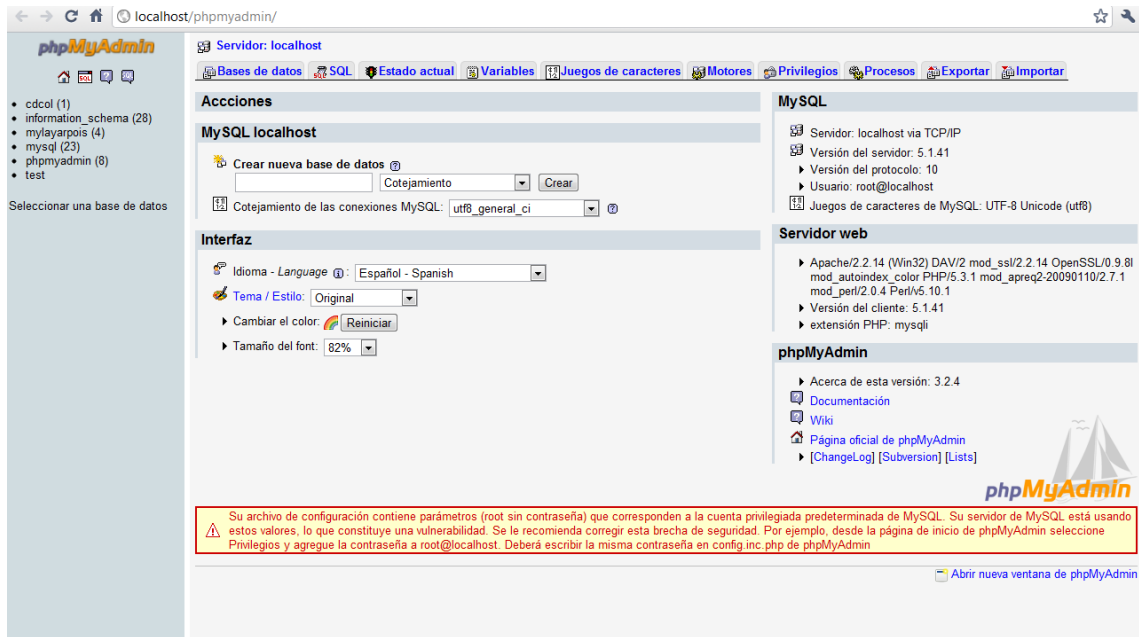 localhost/phpmyadmin/
phpMyAdmin
SQL
cdcol (1)
information_schema (28)
mylayarpois (4)
mysql (23)
phpmyadmin (8)
test
Seleccionar una base de datos
Servidor: localhost
Bases de datos SQL Estado actual Variables Juegos de caracteres Motores Privilegios Procesos Exportar Importar
Accciones
MySQL localhost
Crear nueva base de datos
Cotejamiento Crear
Cotejamiento de las conexiones MySQL: utf8_general_ci
Interfaz
Idioma - Language : Español - Spanish
Tema / Estilo: Original
Cambiar el color: Reiniciar
Tamaño del font: 82%
MySQL
Servidor: localhost via TCP/IP
Versión del servidor: 5.1.41
Versión del protocolo: 10
Usuario: root@localhost
Juegos de caracteres de MySQL: UTF-8 Unicode (utf8)
Servidor web
Apache/2.2.14 (Win32) DAV/2 mod_ssl/2.2.14 OpenSSL/0.9.8l
mod_autoindex_color PHP/5.3.1 mod_apreq2-20090110/2.7.1
mod_perl/2.0.4 Perl/v5.10.1
Versión del cliente: 5.1.41
extensión PHP: mysqli
phpMyAdmin
Acerca de esta versión: 3.2.4
Documentación
Wiki
Página oficial de phpMyAdmin
[ChangeLog] [Subversion] [Lists]
phpMyAdmin
Su archivo de configuración contiene parámetros (root sin contraseña) que corresponden a la cuenta privilegiada predeterminada de MySQL. Su servidor de MySQL está usando
estos valores, lo que constituye una vulnerabilidad. Se le recomienda corregir esta brecha de seguridad. Por ejemplo, desde la página de inicio de phpMyAdmin seleccione
Privilegios y agregue la contraseña a root@localhost. Deberá escribir la misma contraseña en config.inc.php de phpMyAdmin
Abrir nueva ventana de phpMyAdmin